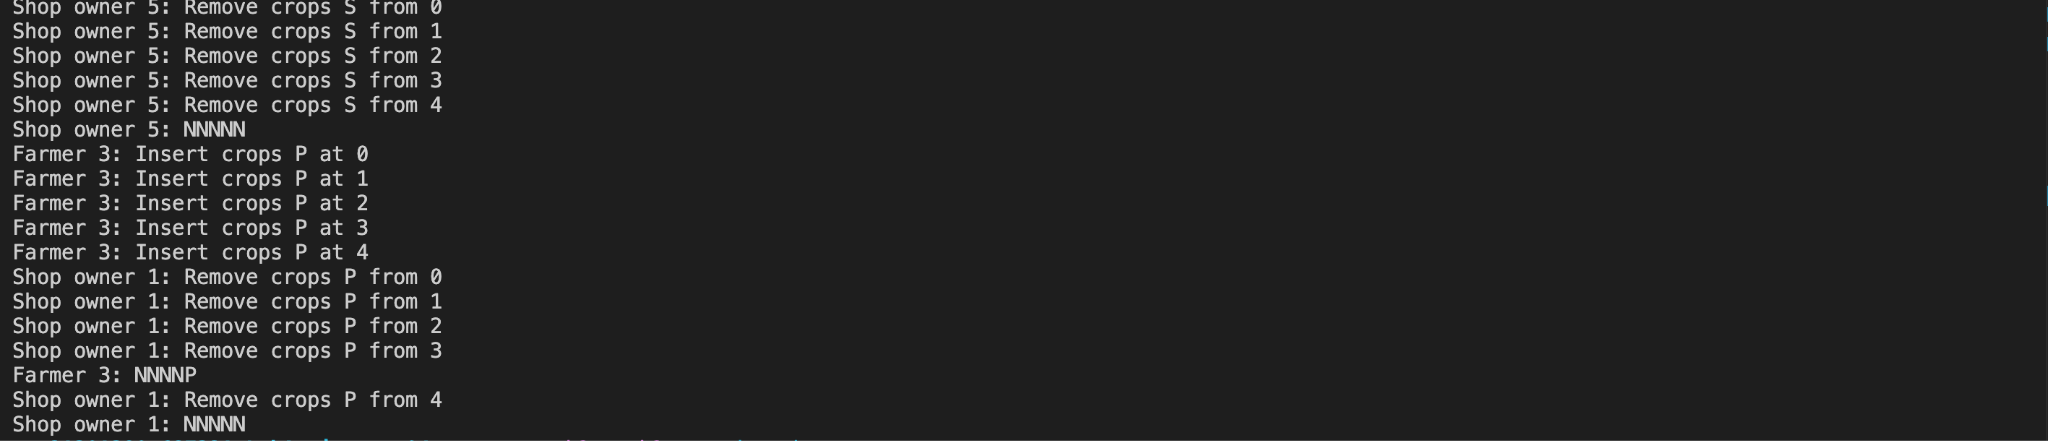 Shop owner 5: Remove crops S from 0
Shop owner 5: Remove crops S from 1
Shop owner 5: Remove crops S from 2
Shop owner 5: Remove crops S from 3
Shop owner 5: Remove crops S from 4
Shop owner 5: NNNNN
Farmer 3: Insert crops P at 0
Farmer 3: Insert crops P at 1
Farmer 3: Insert crops P at 2
Farmer 3: Insert crops P at 3
Farmer 3: Insert crops P at 4
Shop owner 1: Remove crops P from 0
Shop owner 1: Remove crops P from 1
Shop owner 1: Remove crops P from 2
Shop owner 1: Remove crops P from 3
Farmer 3: NNNNP
Shop owner 1: Remove crops P from 4
Shop owner 1: NNNNN